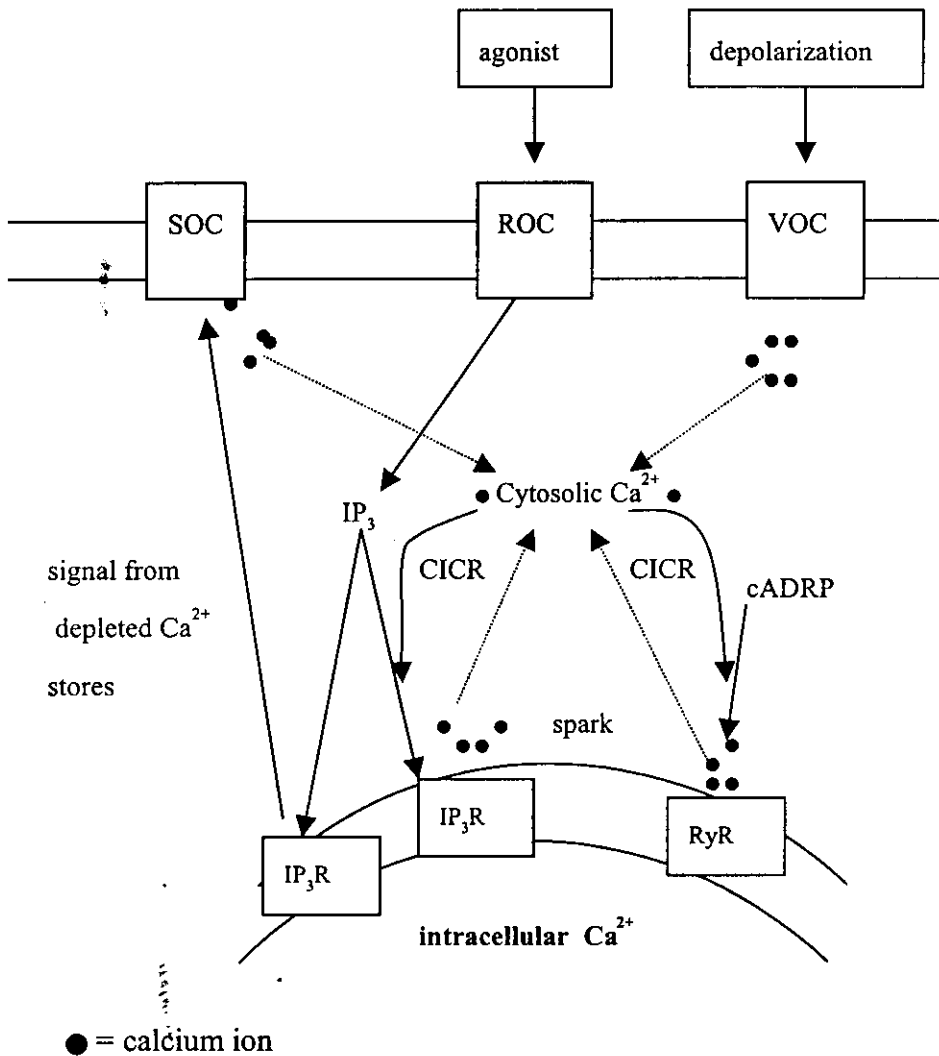 agonist
depolarization
SOC
ROC
VOC
Cytosolic Ca²⁺
IP₃
CICR
CICR
cADRP
signal from
depleted Ca²⁺
stores
spark
IP₃R
IP₃R
RyR
intracellular Ca²⁺
= calcium ion